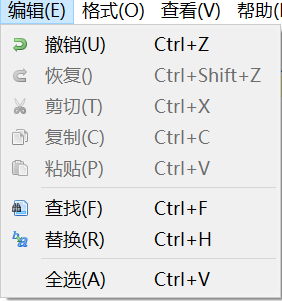 编辑(E) 格式(O) 查看(V) 帮助(
撤销(U) Ctrl+Z
恢复() Ctrl+Shift+Z
剪切(T) Ctrl+X
复制(C) Ctrl+C
粘贴(P) Ctrl+V
查找(F) Ctrl+F
替换(R) Ctrl+H
全选(A) Ctrl+V